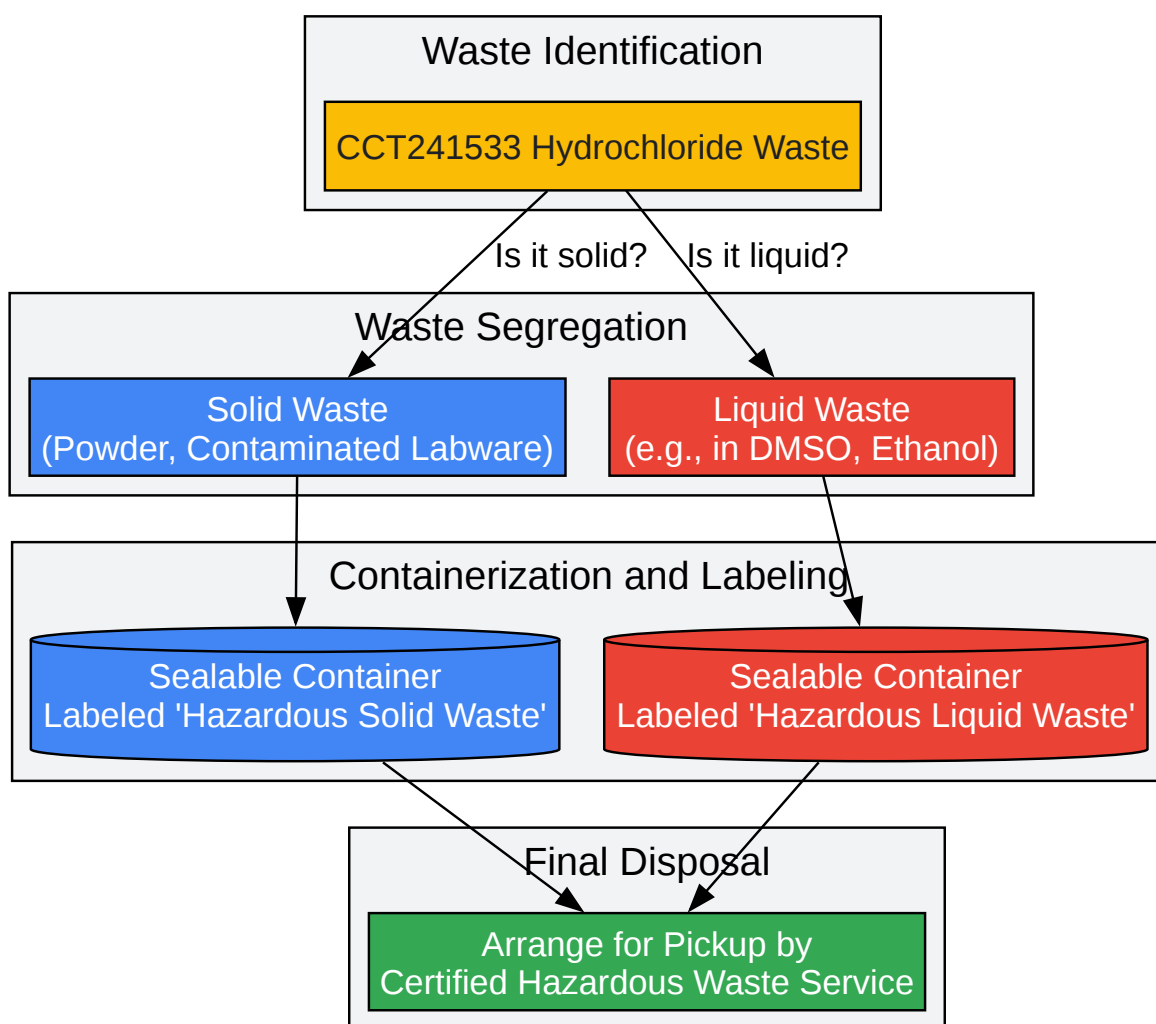 Waste Identification
CCT241533 Hydrochloride Waste
Is it solid?
Is it liquid?
Waste Segregation
Solid Waste
(Powder, Contaminated Labware)
Liquid Waste
(e.g., in DMSO, Ethanol)
Containerization and Labeling
Sealable Container
Labeled 'Hazardous Solid Waste'
Sealable Container
Labeled 'Hazardous Liquid Waste'
Final Disposal
Arrange for Pickup by
Certified Hazardous Waste Service